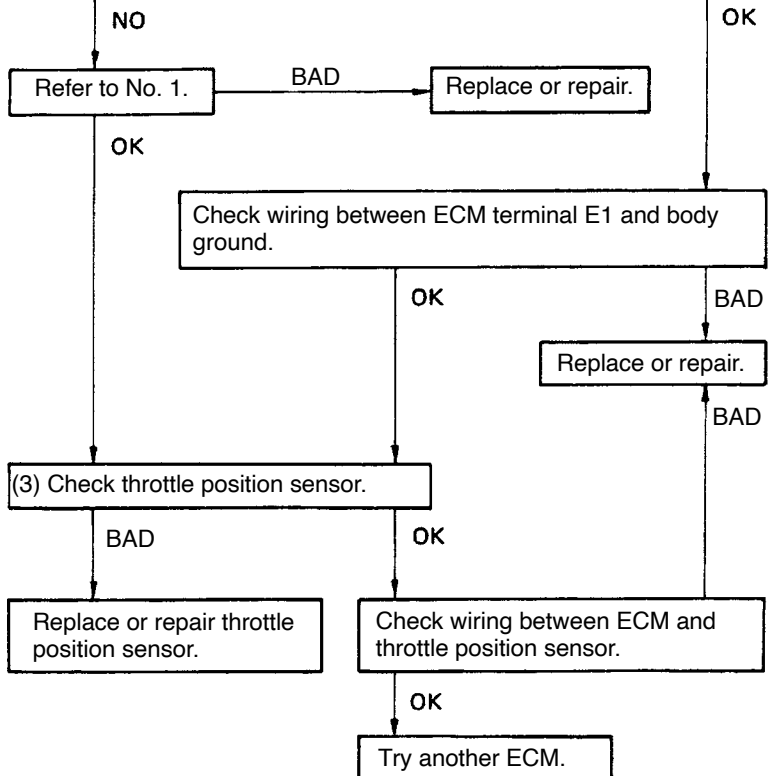 NO
OK
Refer to No. 1.
BAD
Replace or repair.
OK
Check wiring between ECM terminal E1 and body
ground.
OK
BAD
Replace or repair.
BAD
(3) Check throttle position sensor.
BAD
OK
Replace or repair throttle
position sensor.
Check wiring between ECM and
throttle position sensor.
OK
Try another ECM.